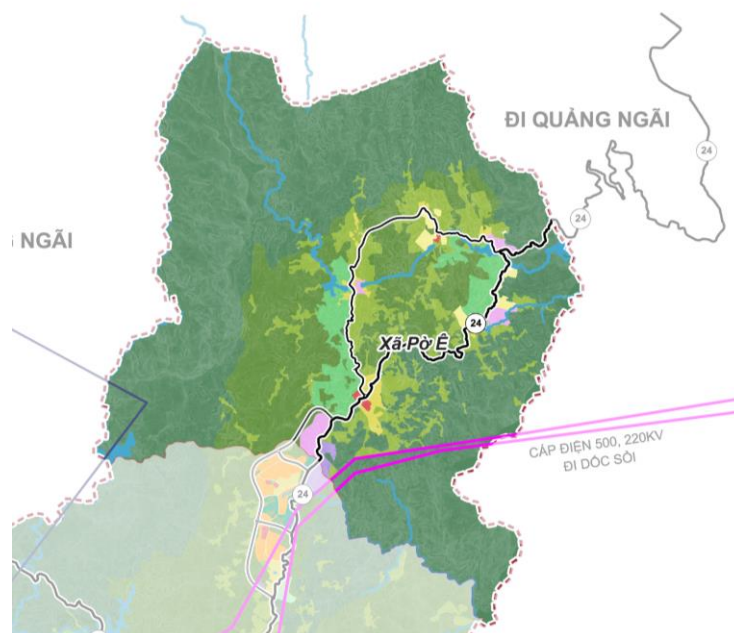 ĐI QUẢNG NGÃI
24
24
NGÃI
24
Xã Pờ Ê
CÁP ĐIỆN 500, 220KV
ĐI DỐC SỎI
24